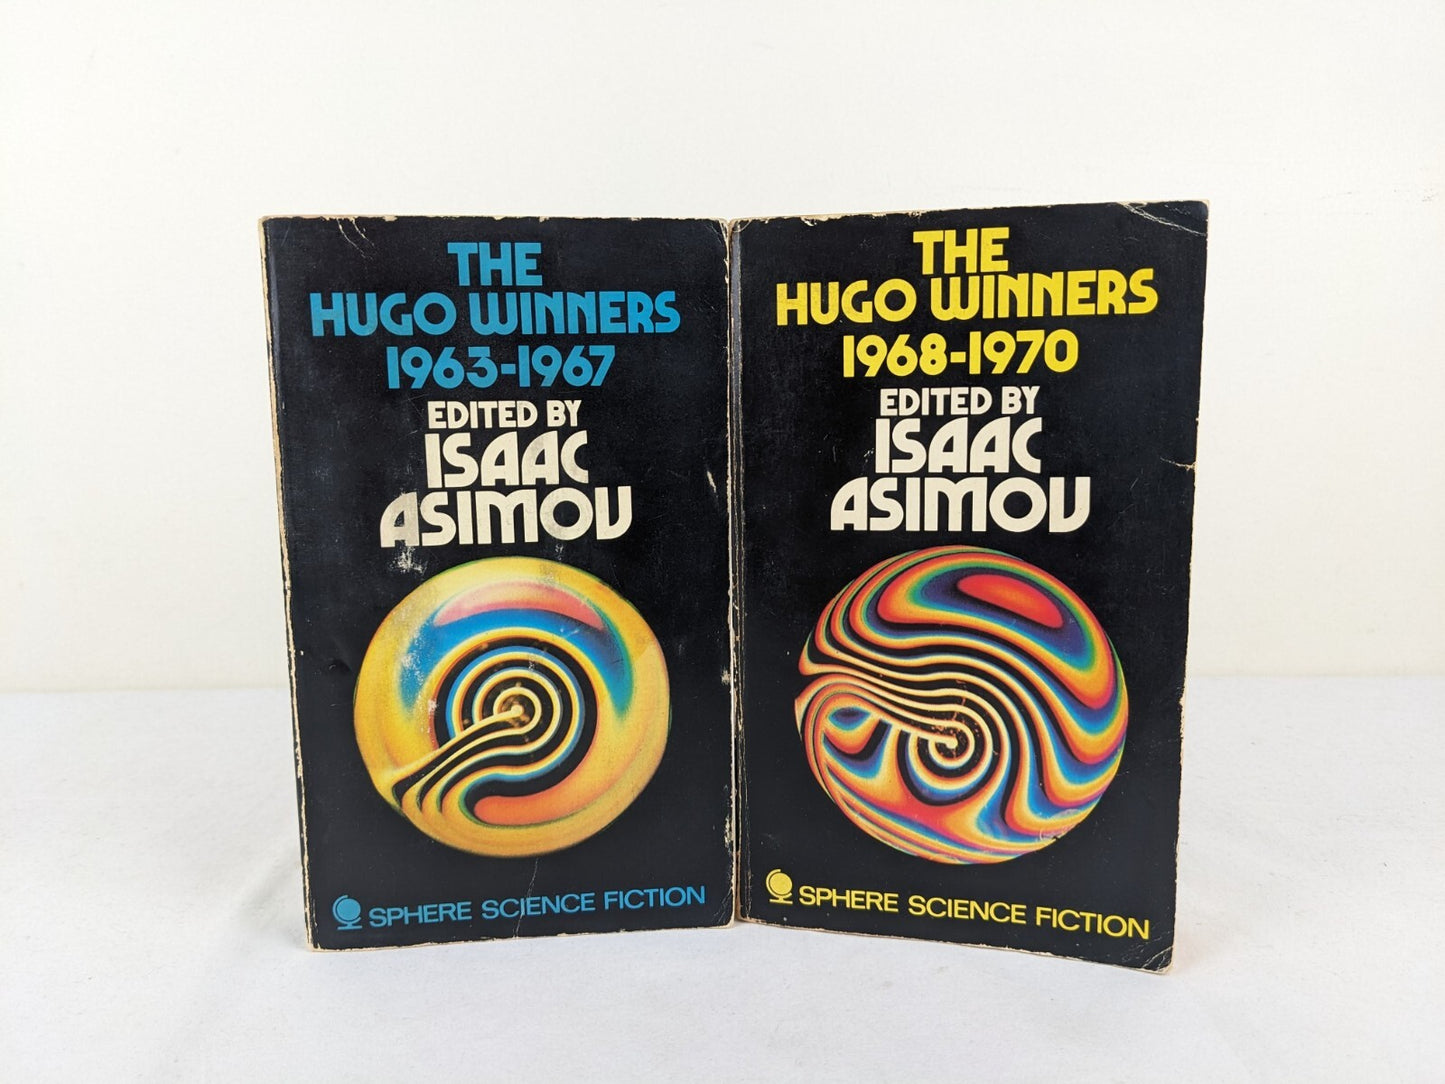 THE
HUGO WINNERS
1963-1967
EDITED BY
ISAAC
ASIMOV
SPHERE SCIENCE FICTION
THE
HUGO WINNERS
1968-1970
EDITED BY
ISAAC
ASIMOV
SPHERE SCIENCE FICTION